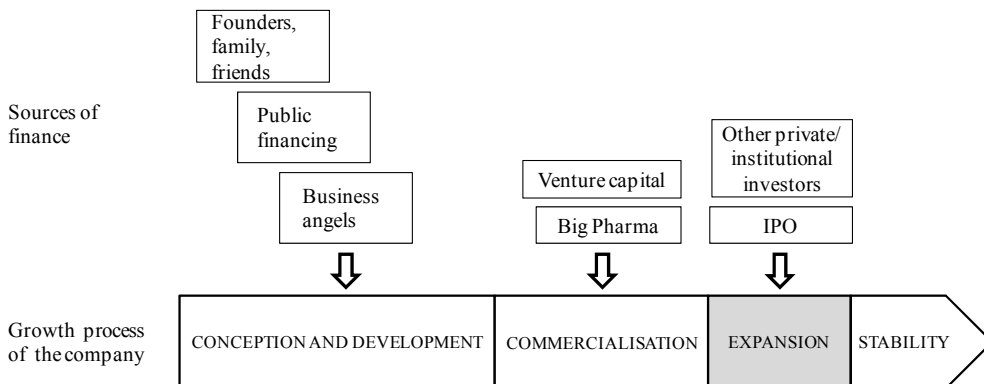 Founders,
family,
friends
Sources of
finance
Public
financing
Business
angels
Venture capital
Big Pharma
Other private/
institutional
investors
IPO
Growth process
of the company
CONCEPTION AND DEVELOPMENT
COMMERCIALISATION
EXPANSION
STABILITY